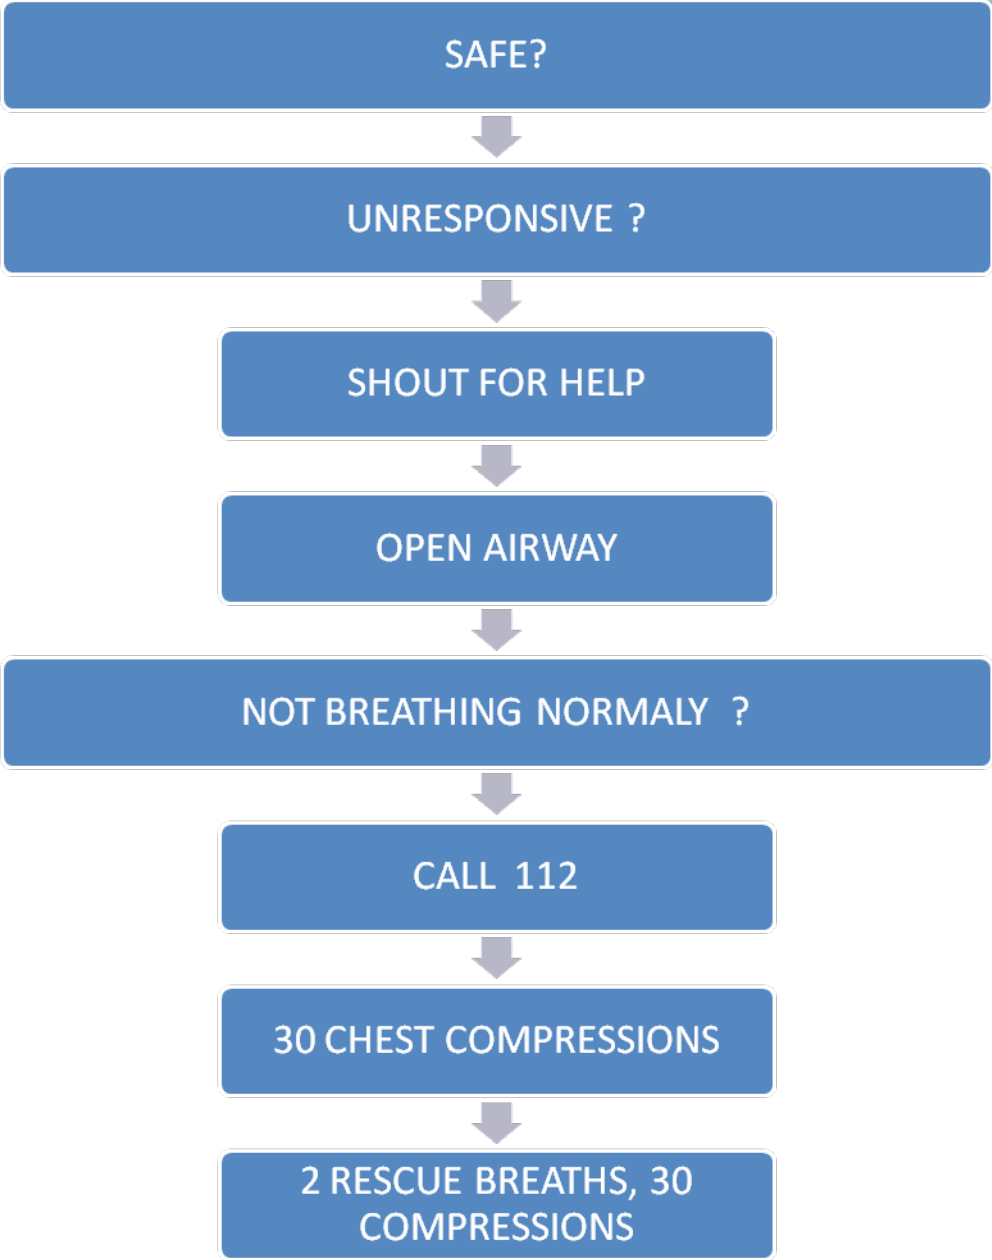 SAFE?
UNRESPONSIVE ?
SHOUT FOR HELP
OPEN AIRWAY
NOT BREATHING NORMALY ?
CALL 112
30 CHEST COMPRESSIONS
2 RESCUE BREATHS, 30
COMPRESSIONS